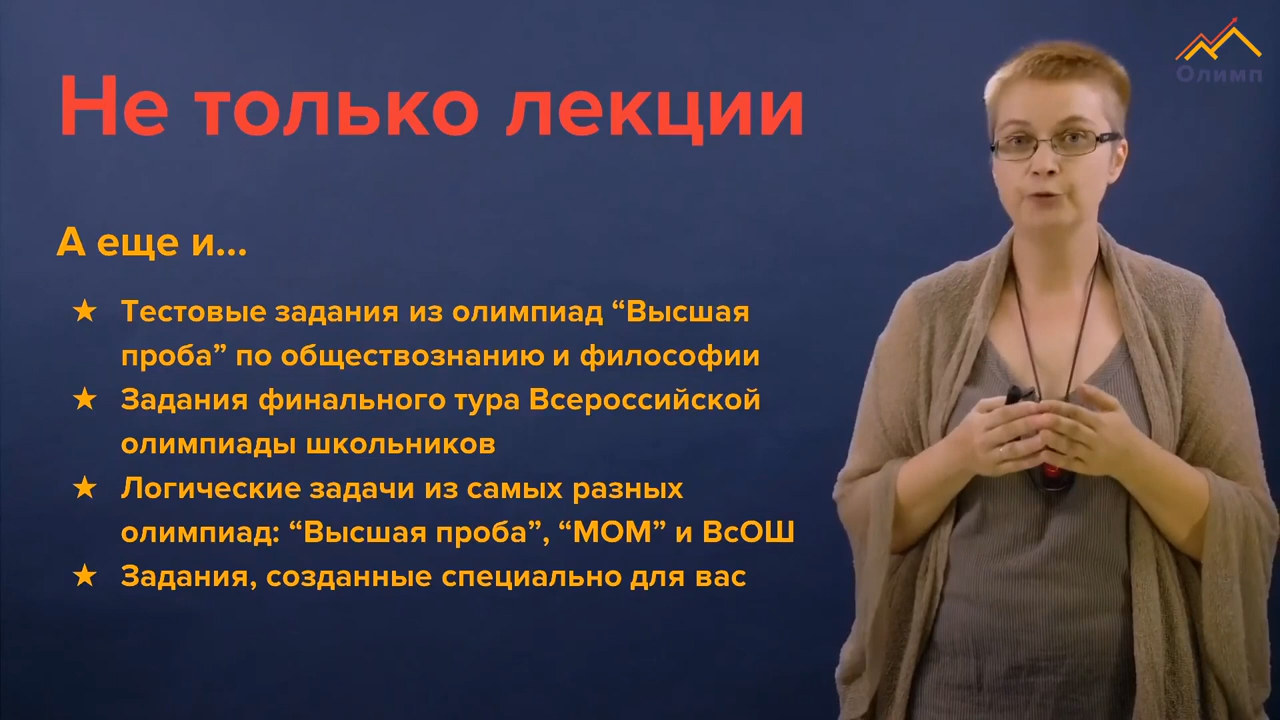 Олимп
Не только лекции
А еще и...
★ Тестовые задания из олимпиад “Высшая
проба” по обществознанию и философии
★ Задания финального тура Всероссийской
олимпиады школьников
★ Логические задачи из самых разных
олимпиад: “Высшая проба”, “МОМ” и ВсОШ
★ Задания, созданные специально для вас